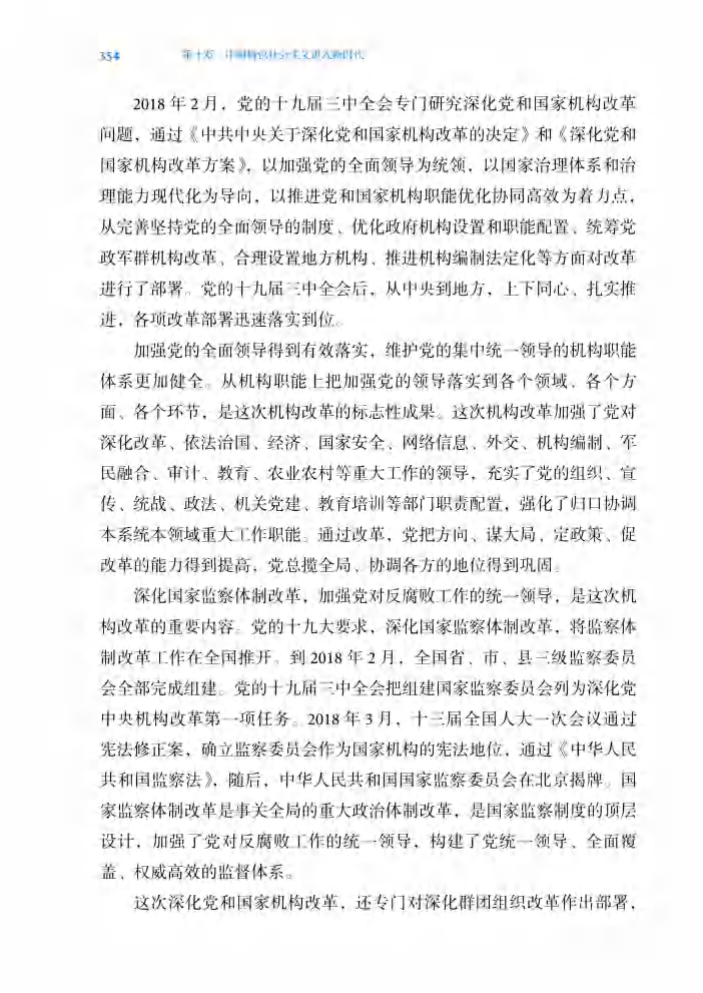 354 第十章 中国特色社会主义进入新时代
2018 年 2 月，党的十九届三中全会专门研究深化党和国家机构改革
问题，通过《中共中央关于深化党和国家机构改革的决定》和《深化党和
国家机构改革方案》，以加强党的全面领导为统领，以国家治理体系和治
理能力现代化为导向，以推进党和国家机构职能优化协同高效为着力点，
从完善坚持党的全面领导的制度、优化政府机构设置和职能配置、统筹党
政军群机构改革、合理设置地方机构、推进机构编制法定化等方面对改革
进行了部署。党的十九届三中全会后，从中央到地方，上下同心、扎实推
进，各项改革部署迅速落实到位。
加强党的全面领导得到有效落实，维护党的集中统一领导的机构职能
体系更加健全。从机构职能上把加强党的领导落实到各个领域、各个方
面、各个环节，是这次机构改革的标志性成果。这次机构改革加强了党对
深化改革、依法治国、经济、国家安全、网络信息、外交、机构编制、军
民融合、审计、教育、农业农村等重大工作的领导，充实了党的组织、宣
传、统战、政法、机关党建、教育培训等部门职责配置，强化了归口协调
本系统本领域重大工作职能。通过改革，党把方向、谋大局、定政策、促
改革的能力得到提高，党总揽全局、协调各方的地位得到巩固。
深化国家监察体制改革，加强党对反腐败工作的统一领导，是这次机
构改革的重要内容。党的十九大要求，深化国家监察体制改革，将监察体
制改革工作在全国推开。到 2018 年 2 月，全国省、市、县三级监察委员
会全部完成组建。党的十九届三中全会把组建国家监察委员会列为深化党
中央机构改革第一项任务。2018 年 3 月，十三届全国人大一次会议通过
宪法修正案，确立监察委员会作为国家机构的宪法地位，通过《中华人民
共和国监察法》，随后，中华人民共和国国家监察委员会在北京揭牌。国
家监察体制改革是事关全局的重大政治体制改革，是国家监察制度的顶层
设计，加强了党对反腐败工作的统一领导，构建了党统一领导、全面覆
盖、权威高效的监督体系。
这次深化党和国家机构改革，还专门对深化群团组织改革作出部署，